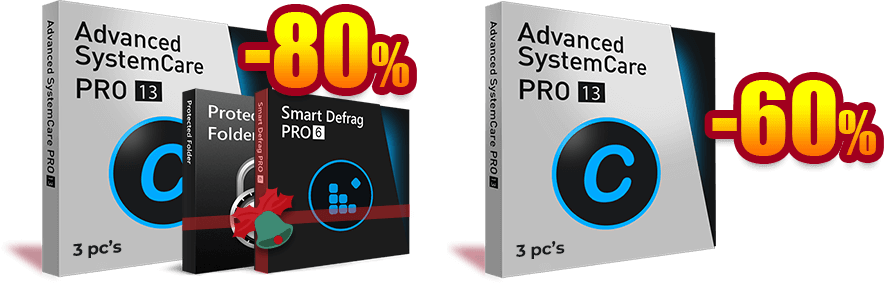 Advanced
SystemCare
PRO 13
Advanced SystemCare PRO 13
3 pc's
-80%
Protected Folder
Protec
Folder
Smart Defrag PRO 6
Smart Defrag
PRO 6
Advanced
SystemCare
PRO 13
Advanced SystemCare PRO 13
C
3 pc's
-60%